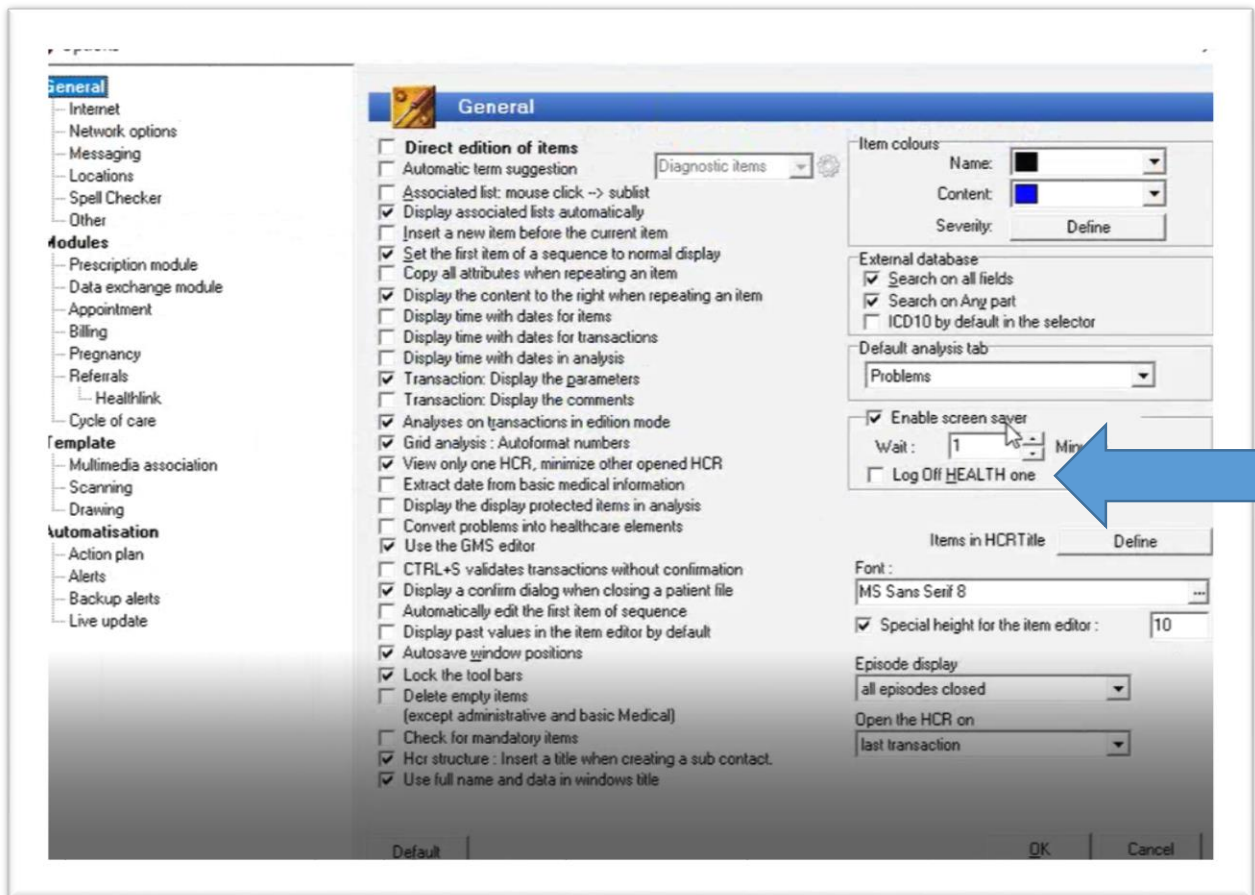 General
Internet
Network options
Messaging
Locations
Spell Checker
Other
Modules
Prescription module
Data exchange module
Appointment
Billing
Pregnancy
Referrals
Healthlink
Cycle of care
Template
Multimedia association
Scanning
Drawing
Automatisation
Action plan
Alerts
Backup alerts
Live update
General
Direct edition of items
Automatic term suggestion
Diagnostic items
Associated list: mouse click --> sublist
Display associated lists automatically
Insert a new item before the current item
Set the first item of a sequence to normal display
Copy all attributes when repeating an item
Display the content to the right when repeating an item
Display time with dates for items
Display time with dates for transactions
Display time with dates in analysis
Transaction: Display the parameters
Transaction: Display the comments
Analyses on transactions in edition mode
Grid analysis : Autoformat numbers
View only one HCR, minimize other opened HCR
Extract date from basic medical information
Display the display protected items in analysis
Convert problems into healthcare elements
Use the GMS editor
CTRL+S validates transactions without confirmation
Display a confirm dialog when closing a patient file
Automatically edit the first item of sequence
Display past values in the item editor by default
Autosave window positions
Lock the tool bars
Delete empty items
(except administrative and basic Medical)
Check for mandatory items
Hcr structure : Insert a title when creating a sub contact.
Use full name and data in windows title
Item colours
Name:
Content:
Severity: Define
External database
Search on all fields
Search on Any part
ICD10 by default in the selector
Default analysis tab
Problems
Enable screen saver
Wait : 1
Log Off HEALTH one
Items in HCRTitle Define
Font :
MS Sans Serif 8 ...
Special height for the item editor : 10
Episode display
all episodes closed
Open the HCR on
last transaction
Default OK Cancel